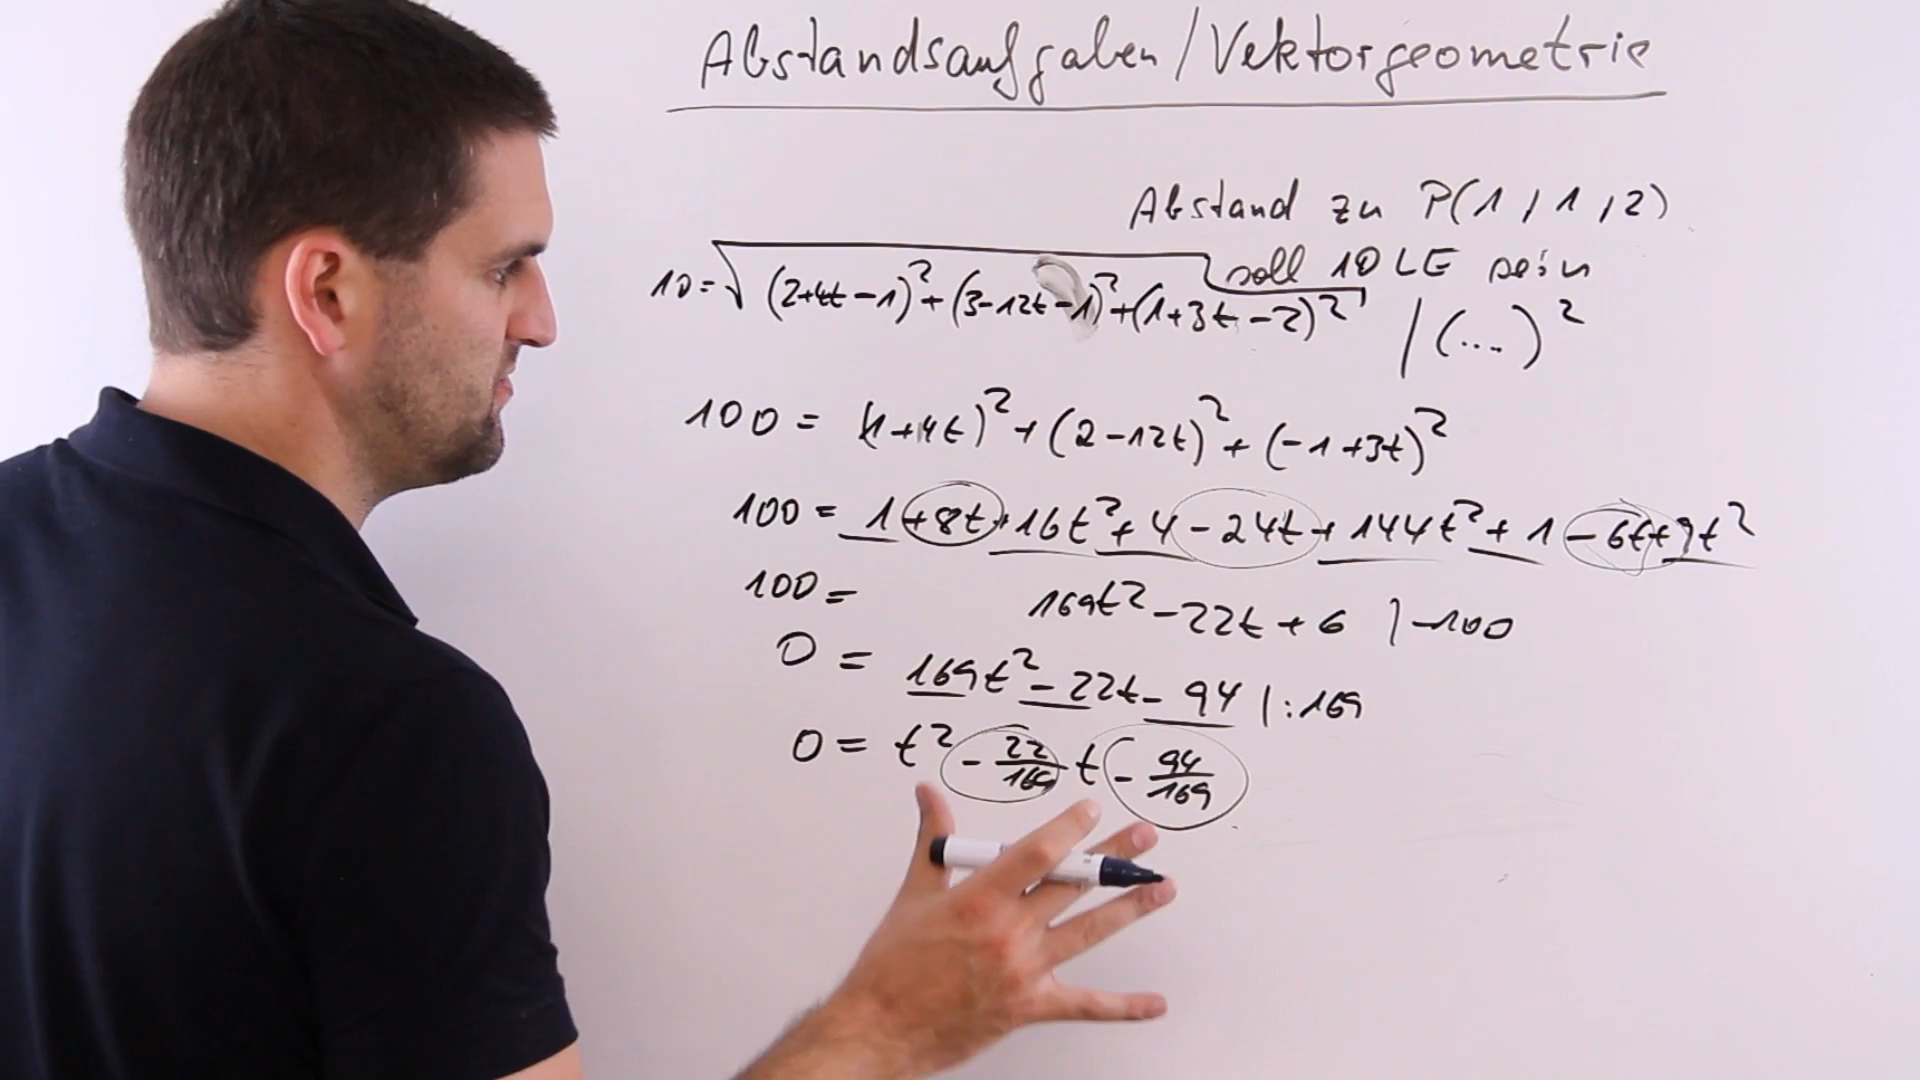 Abstandsaufgaben/Vektorgeometrie
Abstand zu P(1/1/2)
soll 10 LE sein
10=√(2+4t-1)²+(3-12t-1)²+(1+3t-2)² |(....)²
100 = (1+4t)²+(2-12t)²+(-1+3t)²
100= 1+8t+16t²+4-24t+144t²+1-6t+9t²
100= 169t²-22t+6 |-100
0 = 169t²-22t-94 |:169
0 = t² - 22/169 t - 94/169